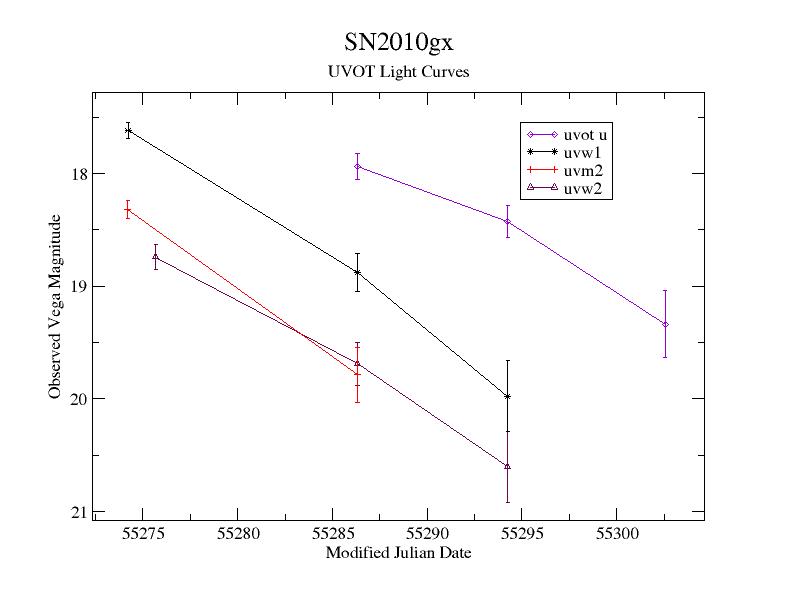 SN2010gx
UVOT Light Curves
uvot u
uvw1
uvm2
uvw2
18
19
20
21
Observed Vega Magnitude
55275 55280 55285 55290 55295 55300
Modified Julian Date